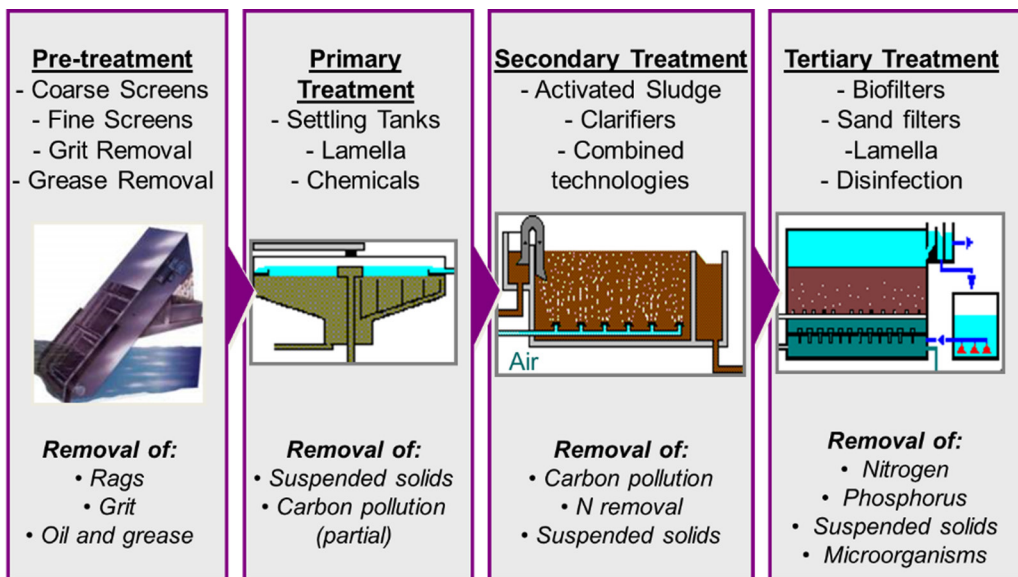 Pre-treatment
- Coarse Screens
- Fine Screens
- Grit Removal
- Grease Removal
Removal of:
• Rags
• Grit
• Oil and grease
Primary
Treatment
- Settling Tanks
- Lamella
- Chemicals
Removal of:
• Suspended solids
• Carbon pollution
(partial)
Secondary Treatment
- Activated Sludge
- Clarifiers
- Combined
technologies
Air
Removal of:
• Carbon pollution
• N removal
• Suspended solids
Tertiary Treatment
- Biofilters
- Sand filters
-Lamella
- Disinfection
Removal of:
• Nitrogen
• Phosphorus
• Suspended solids
• Microorganisms